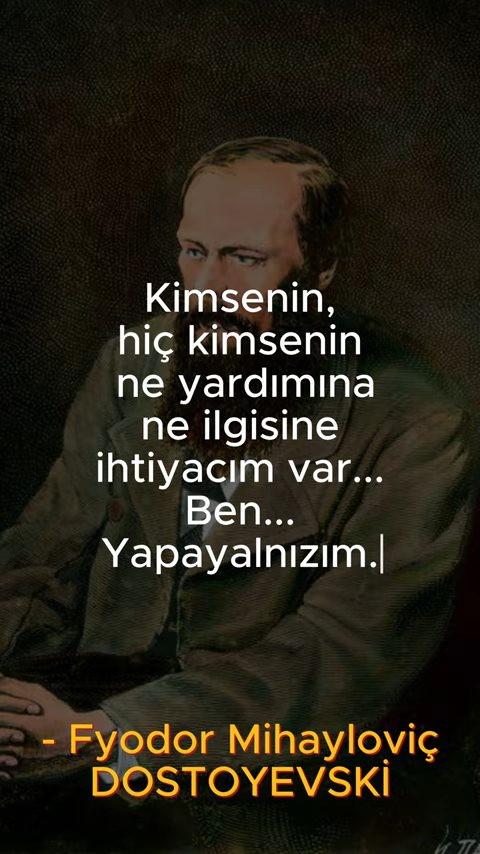 Kimsenin,
hiç kimsenin
ne yardımına
ne ilgisine
ihtiyacım var...
Ben...
Yapayalnızım.|
- Fyodor Mihayloviç
DOSTOYEVSKİ